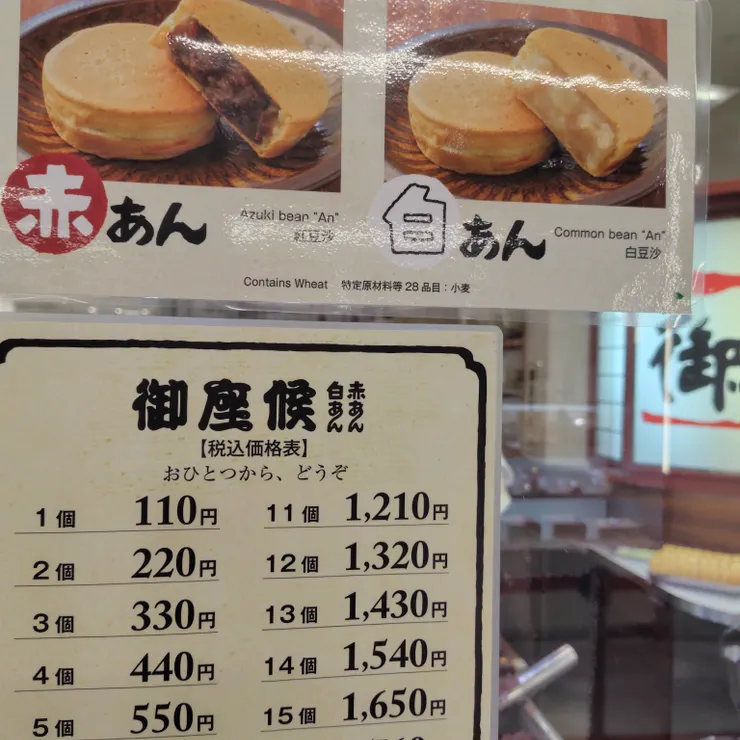 赤あん
Azuki bean "An"
紅豆沙
白あん
Common bean "An"
白豆沙
Contains Wheat 特定原材料等28品目：小麦
御座候 赤あん 白あん
【税込価格表】
おひとつから、どうぞ
1個 110円
2個 220円
3個 330円
4個 440円
5個 550円
11個 1,210円
12個 1,320円
13個 1,430円
14個 1,540円
15個 1,650円
御